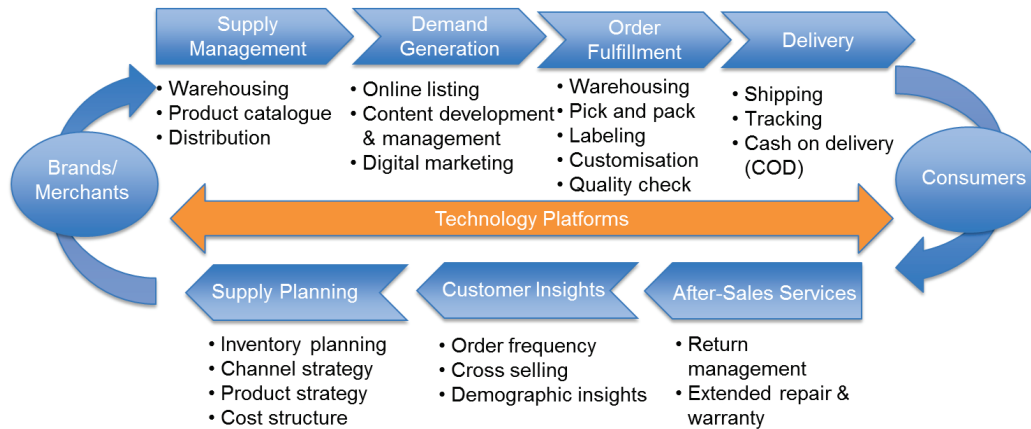 Supply
Management
Demand
Generation
Order
Fulfillment
Delivery
• Warehousing
• Product catalogue
• Distribution
• Online listing
• Content development
& management
• Digital marketing
• Warehousing
• Pick and pack
• Labeling
• Customisation
• Quality check
• Shipping
• Tracking
• Cash on delivery
(COD)
Brands/
Merchants
Consumers
Technology Platforms
Supply Planning
Customer Insights
After-Sales Services
• Inventory planning
• Channel strategy
• Product strategy
• Cost structure
• Order frequency
• Cross selling
• Demographic insights
• Return
management
• Extended repair &
warranty